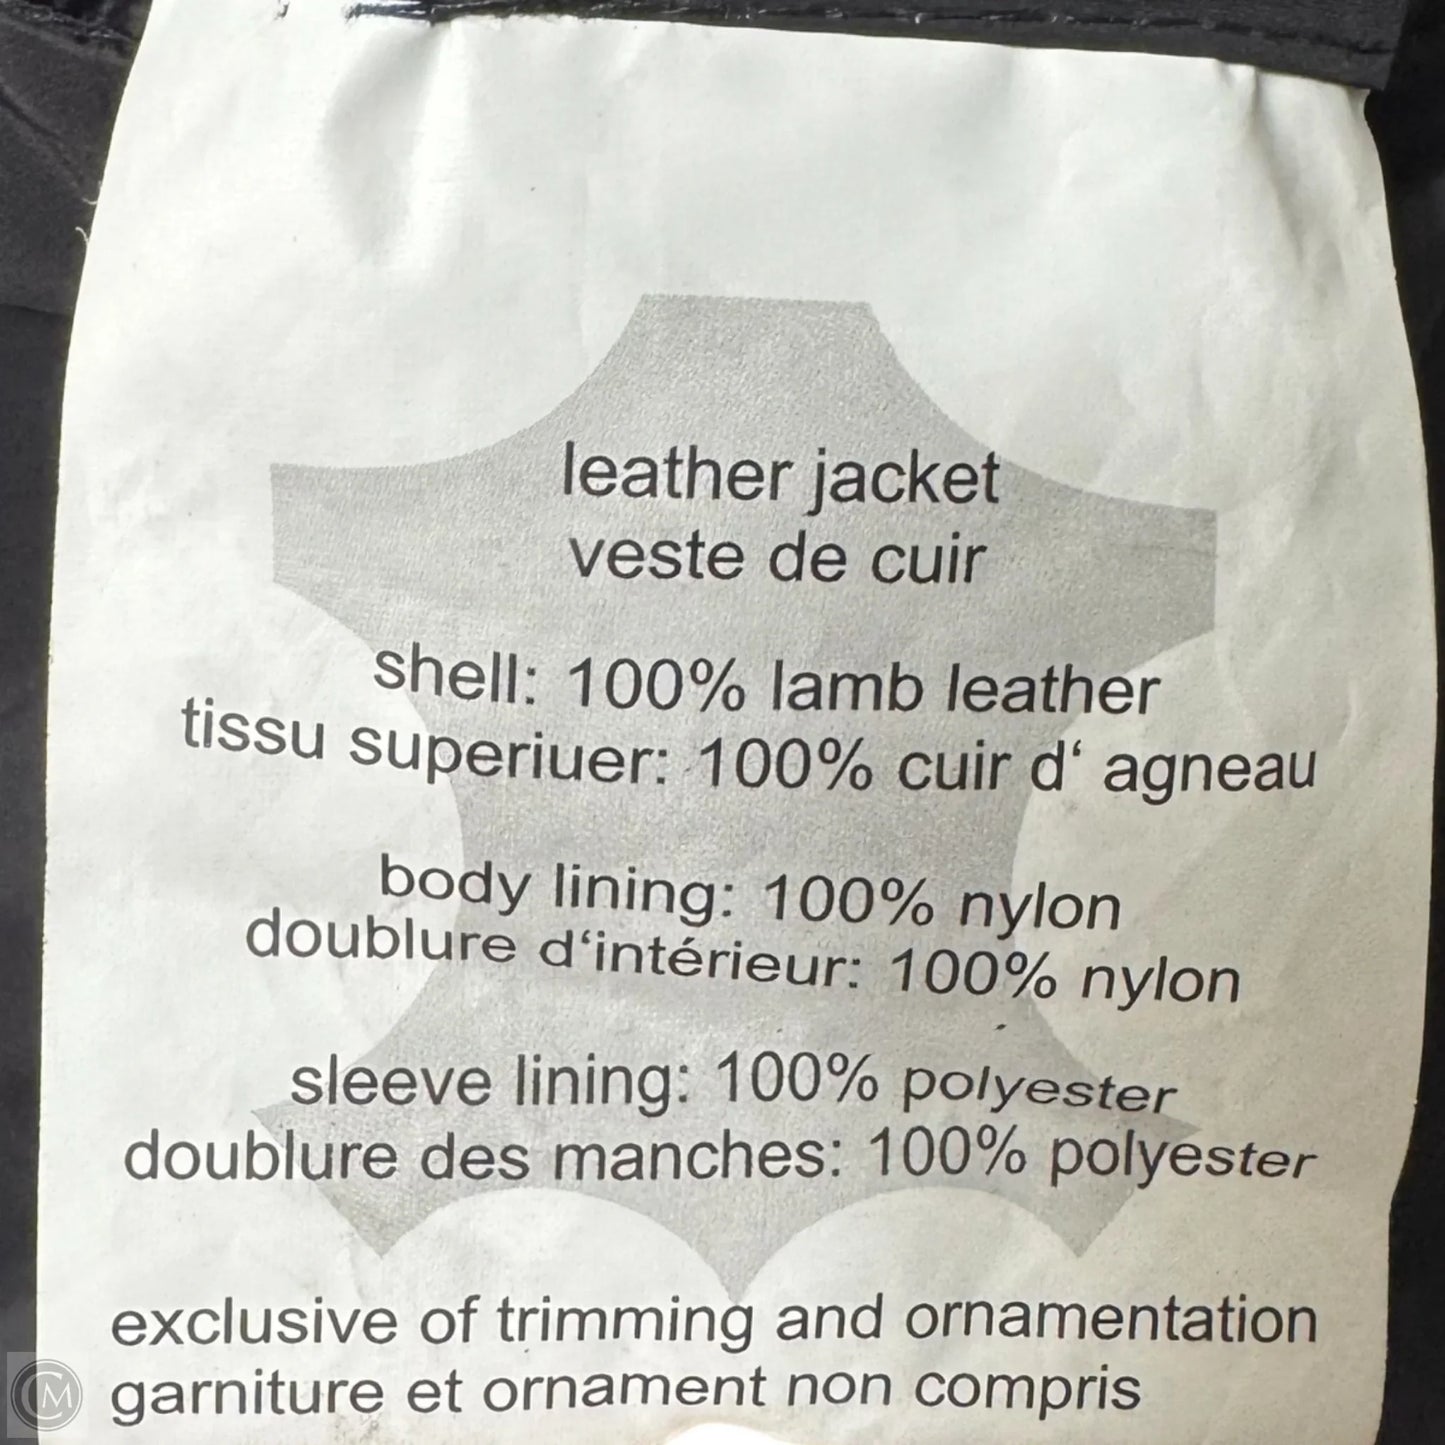 leather jacket
veste de cuir
shell: 100% lamb leather
tissu superiuer: 100% cuir d‘ agneau
body lining: 100% nylon
doublure d‘intérieur: 100% nylon
sleeve lining: 100% polyester
doublure des manches: 100% polyester
exclusive of trimming and ornamentation
garniture et ornament non compris
CM